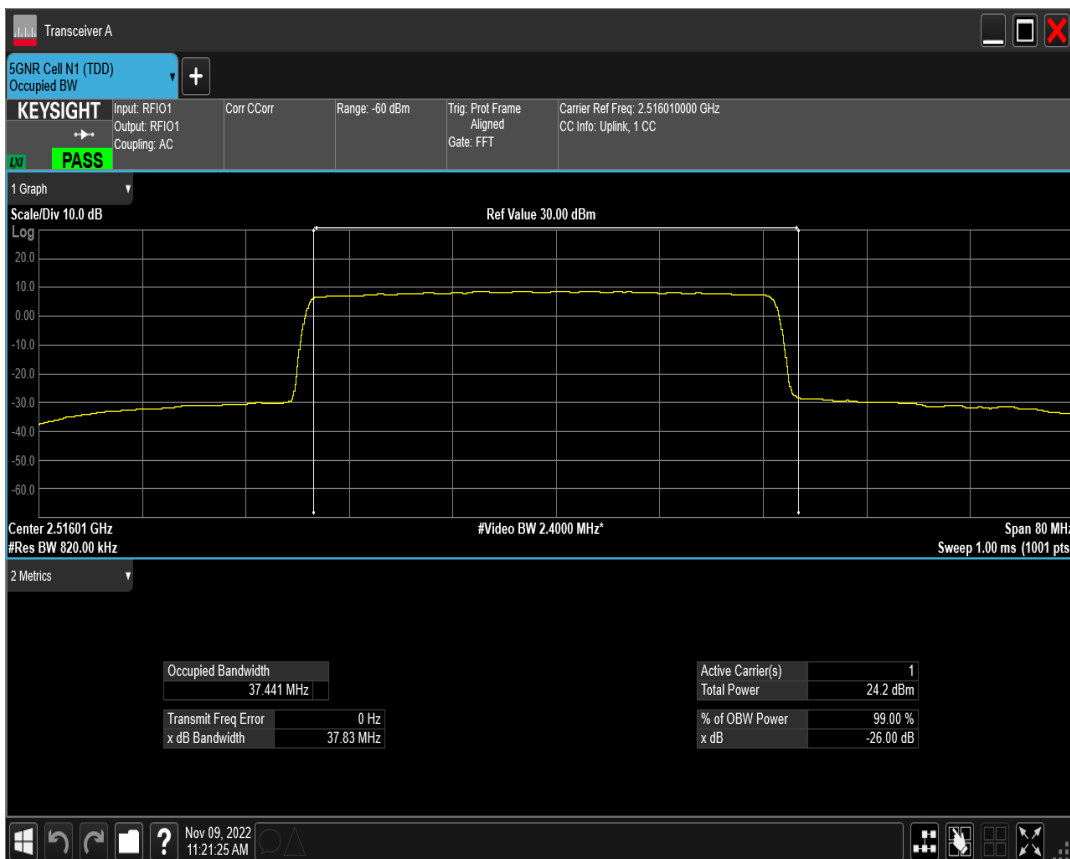 Transceiver A
5GNR Cell N1 (TDD)
Occupied BW
+
KEYSIGHT
LXI
PASS
Input: RFIO1
Output: RFIO1
Coupling: AC
Corr CCorr
Range: -60 dBm
Trig: Prot Frame
Aligned
Gate: FFT
Carrier Ref Freq: 2.516010000 GHz
CC Info: Uplink, 1 CC
1 Graph
Scale/Div 10.0 dB
Ref Value 30.00 dBm
Log
20.0
10.0
0.00
-10.0
-20.0
-30.0
-40.0
-50.0
-60.0
Center 2.51601 GHz
#Video BW 2.4000 MHz*
Span 80 MHz
#Res BW 820.00 kHz
Sweep 1.00 ms (1001 pts
2 Metrics
Occupied Bandwidth
37.441 MHz
Transmit Freq Error 0 Hz
x dB Bandwidth 37.83 MHz
Active Carrier(s) 1
Total Power 24.2 dBm
% of OBW Power 99.00 %
x dB -26.00 dB
?
Nov 09, 2022
11:21:25 AM